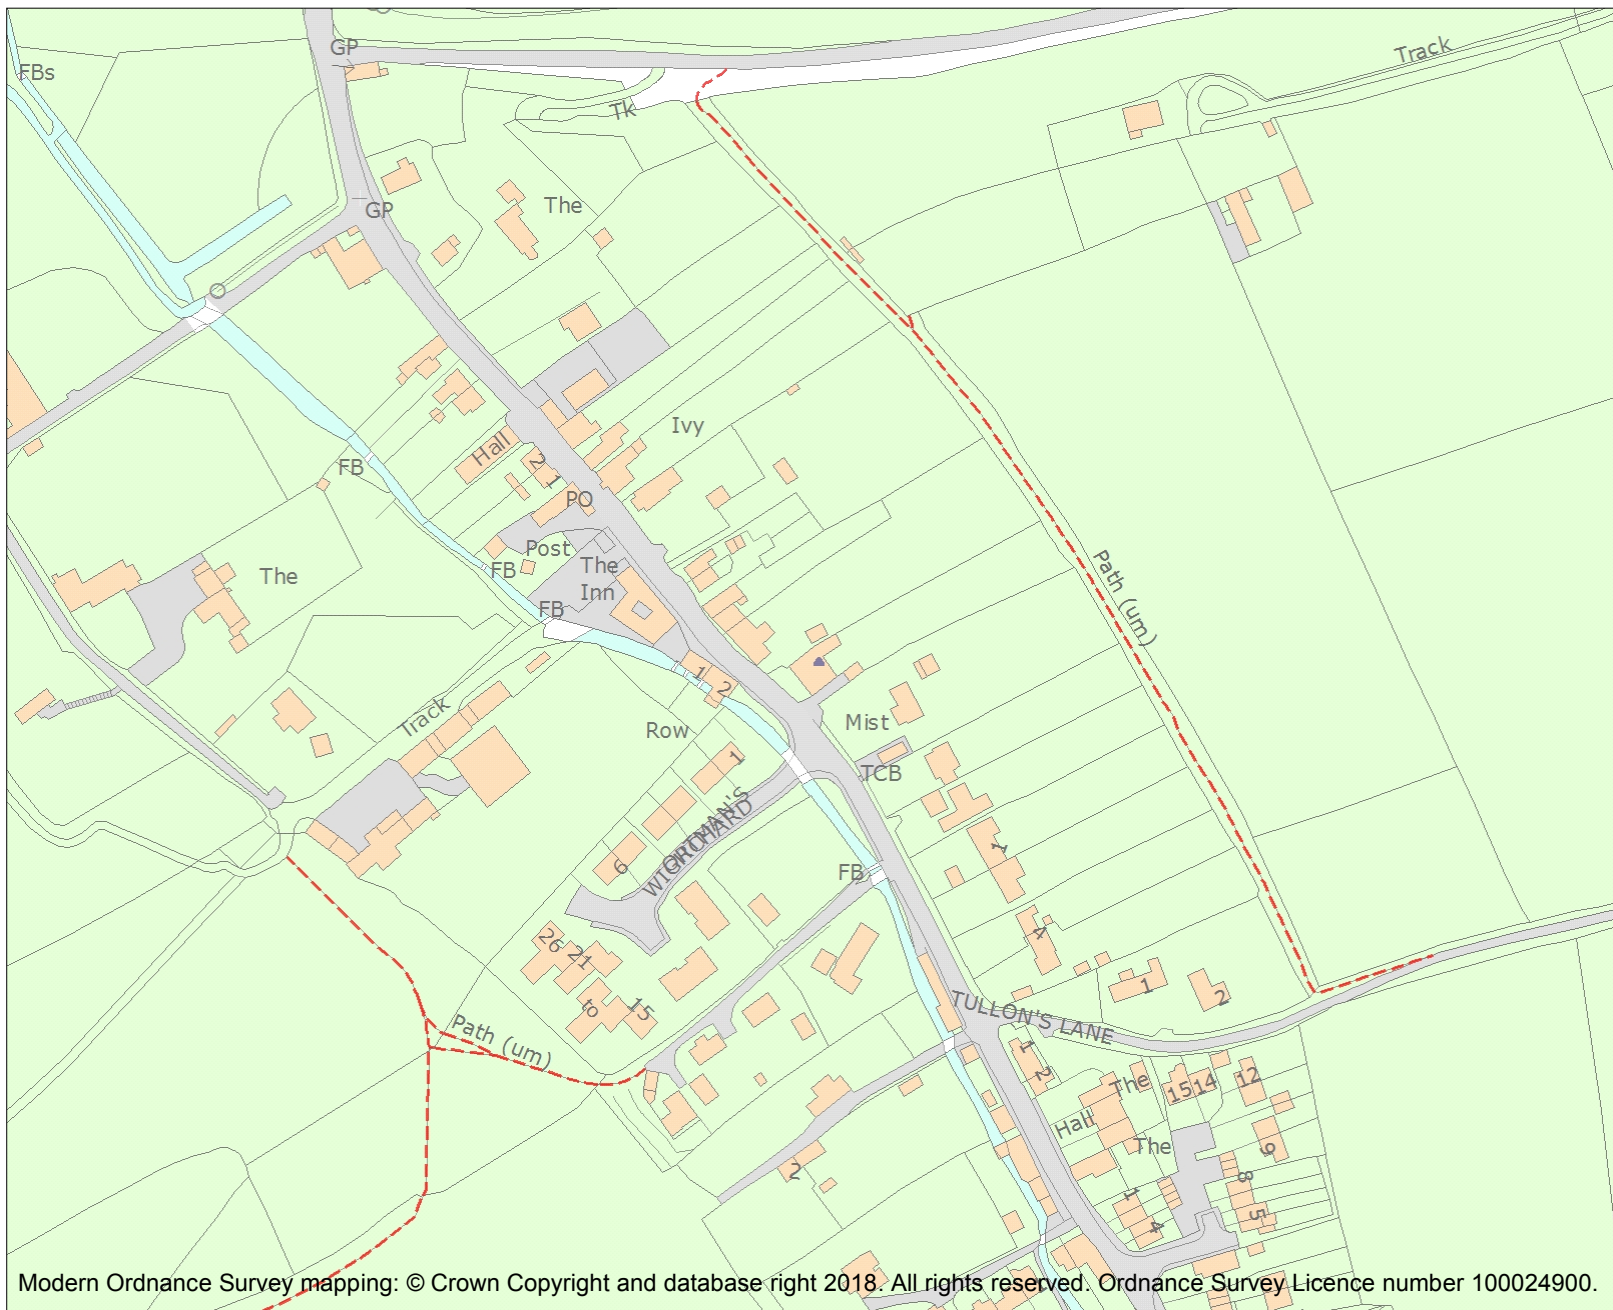 GP
FBs
Track
Tk
The
GP
Ivy
Hall
2
1
FB
PO
Post
The
Inn
FB
The
FB
Path (um)
1
2
Track
Row
Mist
TCB
1
WIGHTMAN'S
ORCHARD
6
FB
1
4
26
21
to
15
1
2
TULLON'S LANE
Path (um)
1
2
The
15
14
12
Hall
The
9
8
5
2
1
4
Modern Ordnance Survey mapping: © Crown Copyright and database right 2018. All rights reserved. Ordnance Survey Licence number 100024900.